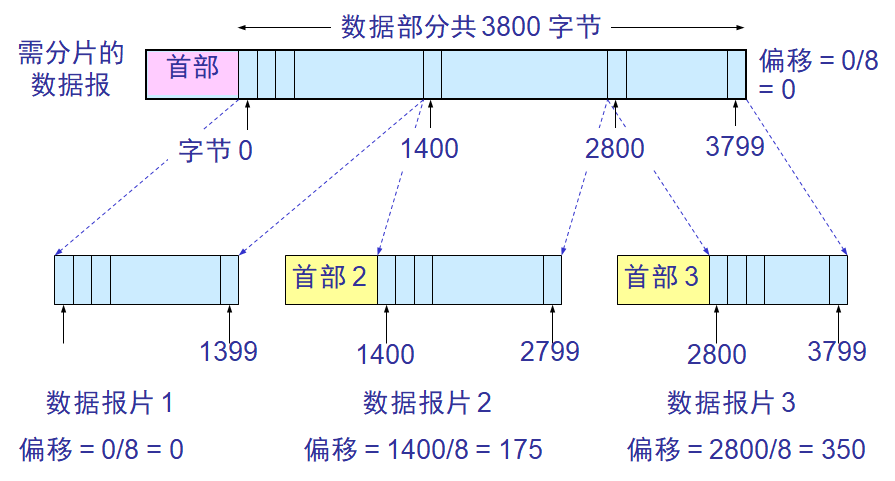 数据部分共 3800 字节
需分片的
数据报
首部
偏移 = 0/8
= 0
字节 0
1400
2800
3799
首部 2
首部 3
1399
1400
2799
2800
3799
数据报片 1
数据报片 2
数据报片 3
偏移 = 0/8 = 0
偏移 = 1400/8 = 175
偏移 = 2800/8 = 350